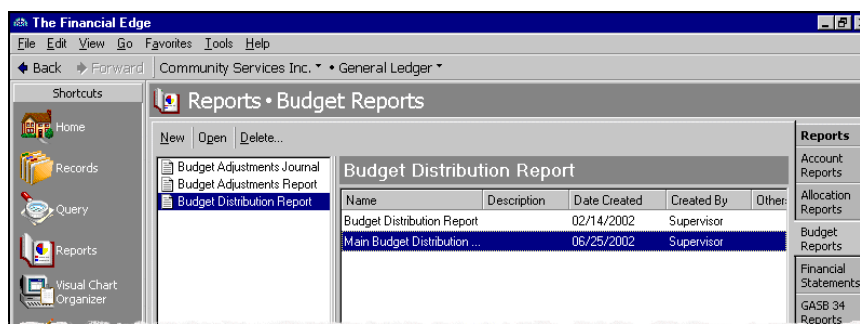 The Financial Edge
File Edit View Go Favorites Tools Help
Back Forward Community Services Inc. • General Ledger
Shortcuts
Reports • Budget Reports
Home
New Open Delete...
Reports
Records
Budget Adjustments Journal
Budget Adjustments Report
Budget Distribution Report
Budget Distribution Report
Account
Reports
Name Description Date Created Created By Others
Allocation
Reports
Query
Budget Distribution Report 02/14/2002 Supervisor
Main Budget Distribution ... 06/25/2002 Supervisor
Budget
Reports
Reports
Financial
Statements
Visual Chart
Organizer
GASB 34
Reports